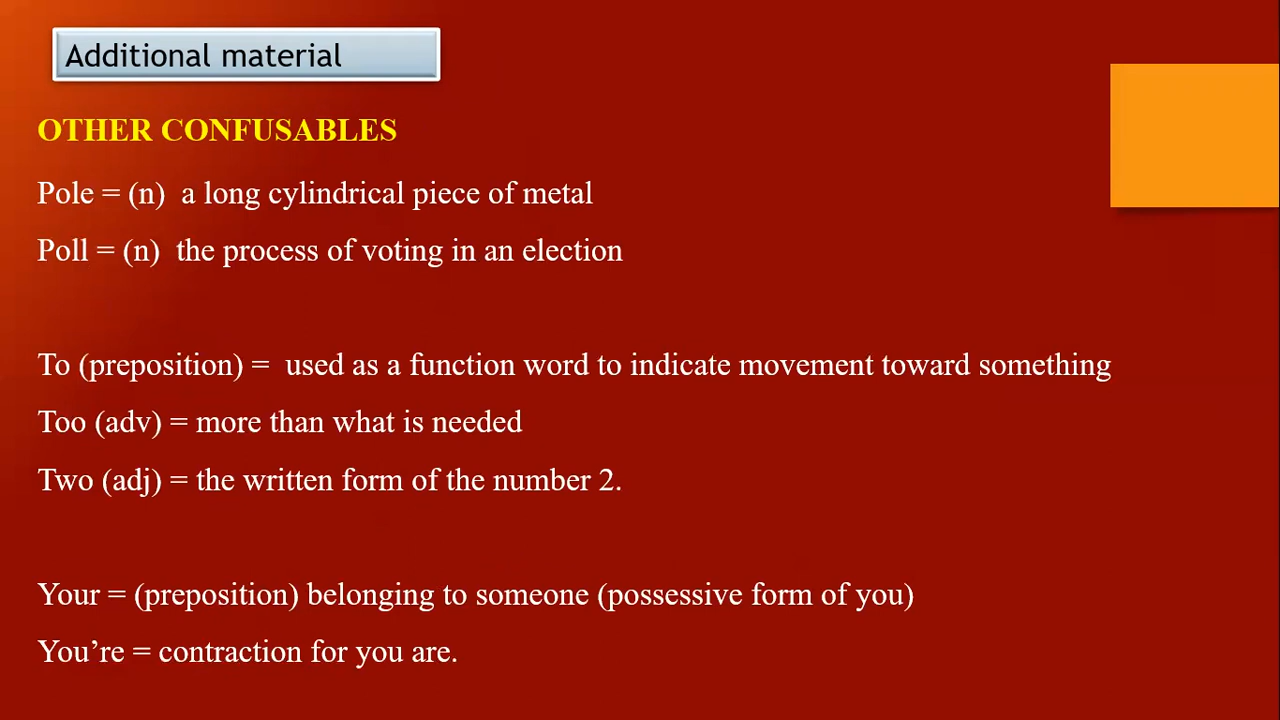 Additional material
OTHER CONFUSABLES
Pole = (n)  a long cylindrical piece of metal
Poll = (n)  the process of voting in an election
To (preposition) =  used as a function word to indicate movement toward something
Too (adv) = more than what is needed
Two (adj) = the written form of the number 2.
Your = (preposition) belonging to someone (possessive form of you)
You’re = contraction for you are.